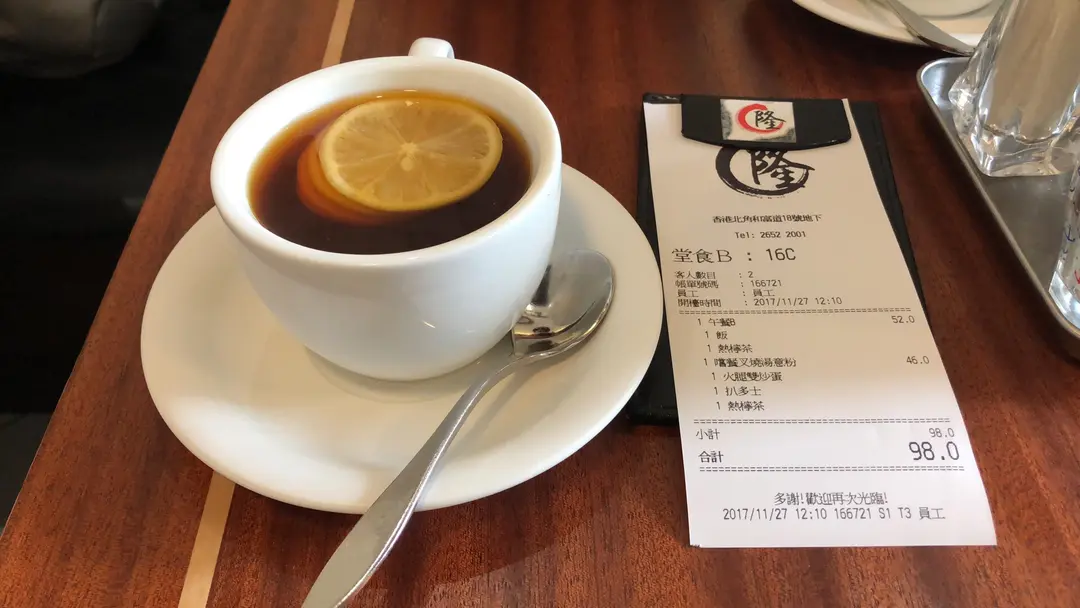 隆
隆
香港北角和富道18號地下
Tel: 2652 2001
堂食B : 16C
客人數目 : 2
帳單號碼 : 166721
員工 : 員工
開檯時間 : 2017/11/27 12:10
1 午餐B 52.0
1 飯
1 熱檸茶
1 嚐餐叉燒湯意粉 46.0
1 火腿雙炒蛋
1 扒多士
1 熱檸茶
小計 98.0
合計 98.0
多謝!歡迎再次光臨!
2017/11/27 12:10 166721 S1 T3 員工